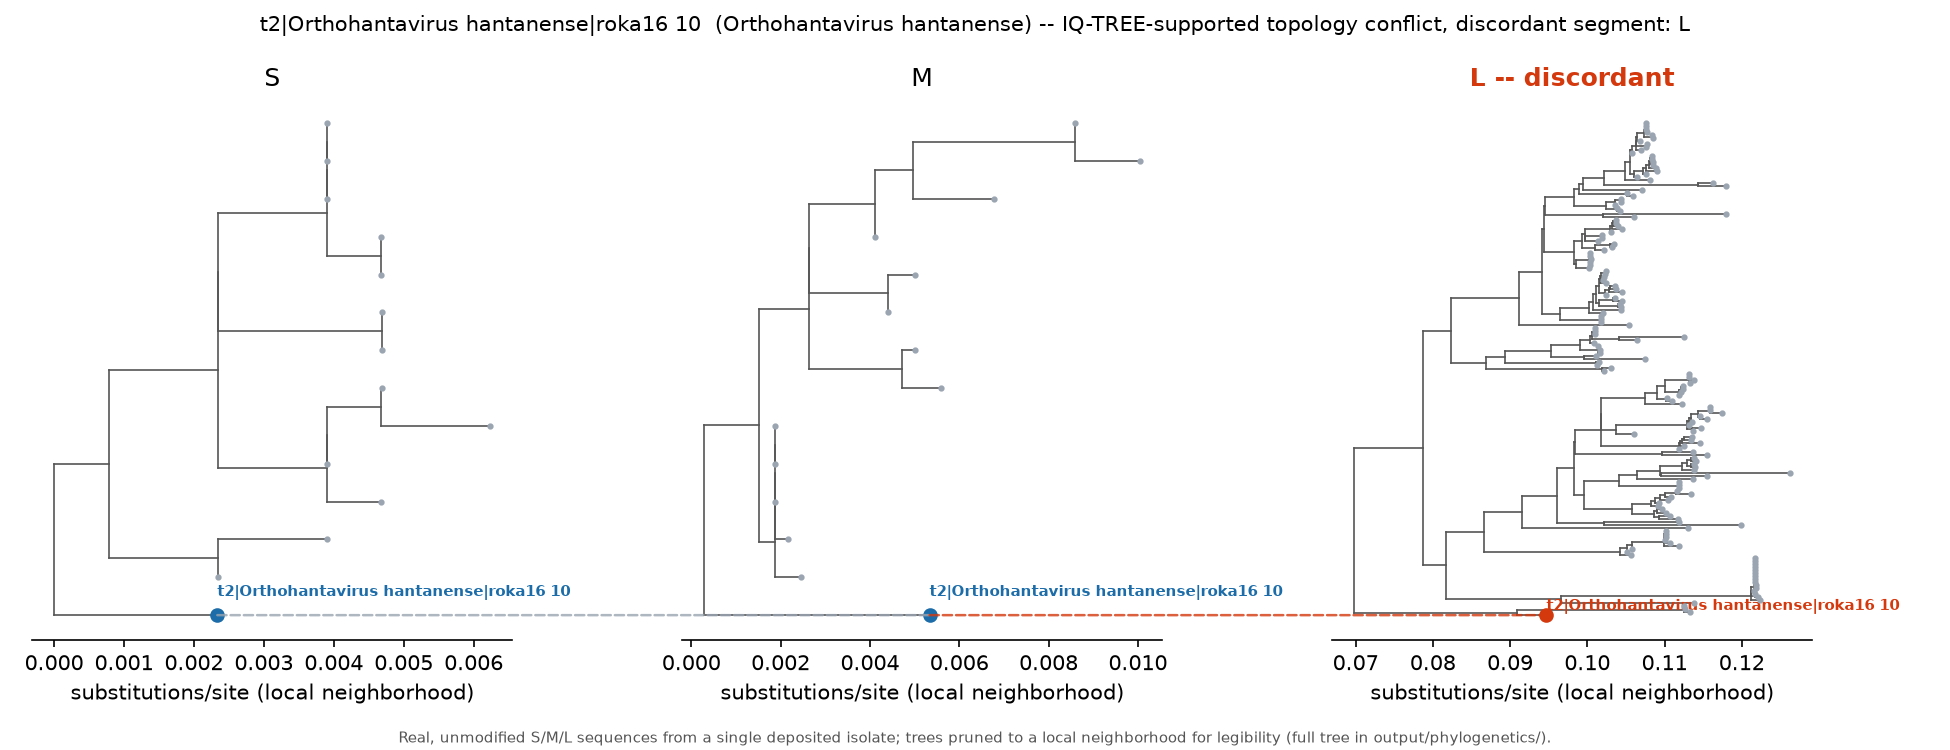 t2|Orthohantavirus hantanense|roka16 10  (Orthohantavirus hantanense) -- IQ-TREE-supported topology conflict, discordant segment: L
S
M
L -- discordant
t2|Orthohantavirus hantanense|roka16 10
t2|Orthohantavirus hantanense|roka16 10
t2|Orthohantavirus hantanense|roka16 10
0.000 0.001 0.002 0.003 0.004 0.005 0.006
0.000 0.002 0.004 0.006 0.008 0.010
0.07 0.08 0.09 0.10 0.11 0.12
substitutions/site (local neighborhood)
substitutions/site (local neighborhood)
substitutions/site (local neighborhood)
Real, unmodified S/M/L sequences from a single deposited isolate; trees pruned to a local neighborhood for legibility (full tree in output/phylogenetics/).